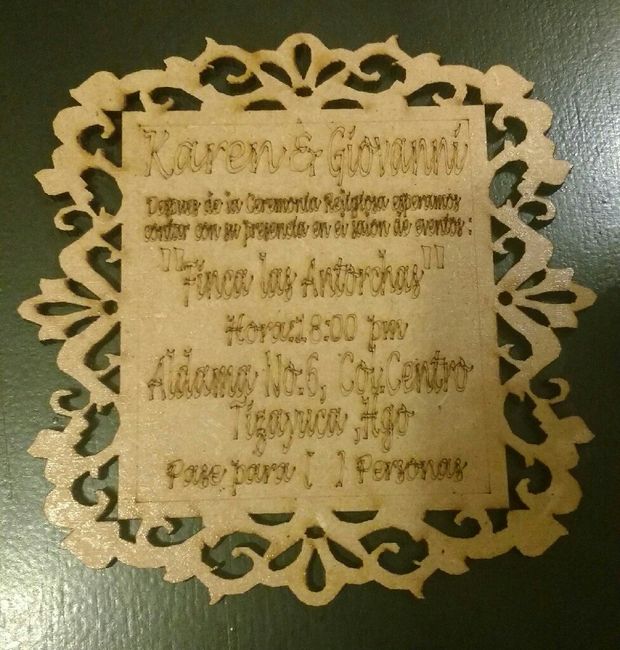 Karen & Giovanni
Despues de la Ceremonia Religiosa esperamos
contar con su presencia en el salon de eventos :
"Finca las Antorchas"
Hora:18:00 pm
Aldama No.6, Col.Centro
Tizayuca ,Hgo
Pase para [ ] Personas